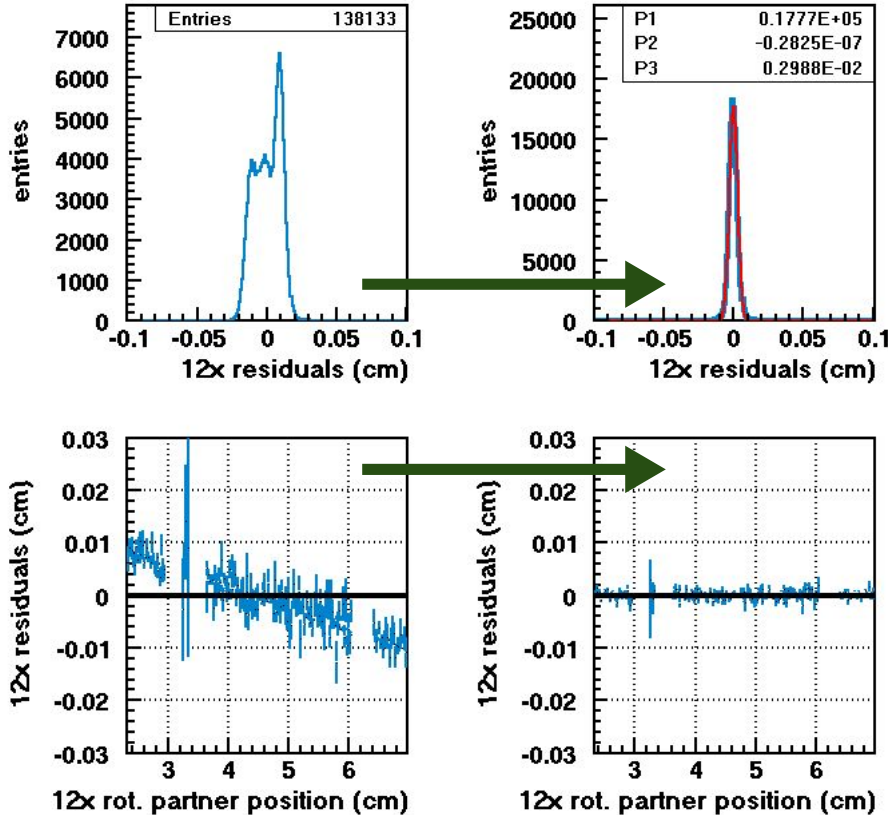 Entries 138133
7000
6000
5000
4000
3000
2000
1000
0
entries
-0.1 -0.05 0 0.05 0.1
12x residuals (cm)
P1 0.1777E+05
P2 -0.2825E-07
P3 0.2988E-02
25000
20000
15000
10000
5000
0
entries
-0.1 -0.05 0 0.05 0.1
12x residuals (cm)
0.03
0.02
0.01
0
-0.01
-0.02
-0.03
12x residuals (cm)
3 4 5 6
12x rot. partner position (cm)
0.03
0.02
0.01
0
-0.01
-0.02
-0.03
12x residuals (cm)
3 4 5 6
12x rot. partner position (cm)